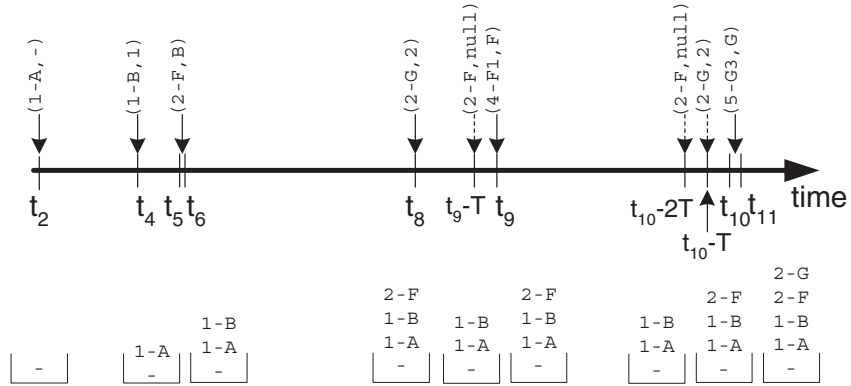 (1-A,-)
(1-B,1)
(2-F,B)
(2-G,2)
(2-F,null)
(4-F1,F)
(2-F,null)
(2-G,2)
(5-G3,G)
time
t2
t4
t5
t6
t8
t9-T
t9
t10-2T
t10-T
t10
t11
-
1-A
-
1-B
1-A
-
2-F
1-B
1-A
-
1-B
1-A
-
2-F
1-B
1-A
-
1-B
1-A
-
2-F
1-B
1-A
-
2-G
2-F
1-B
1-A
-